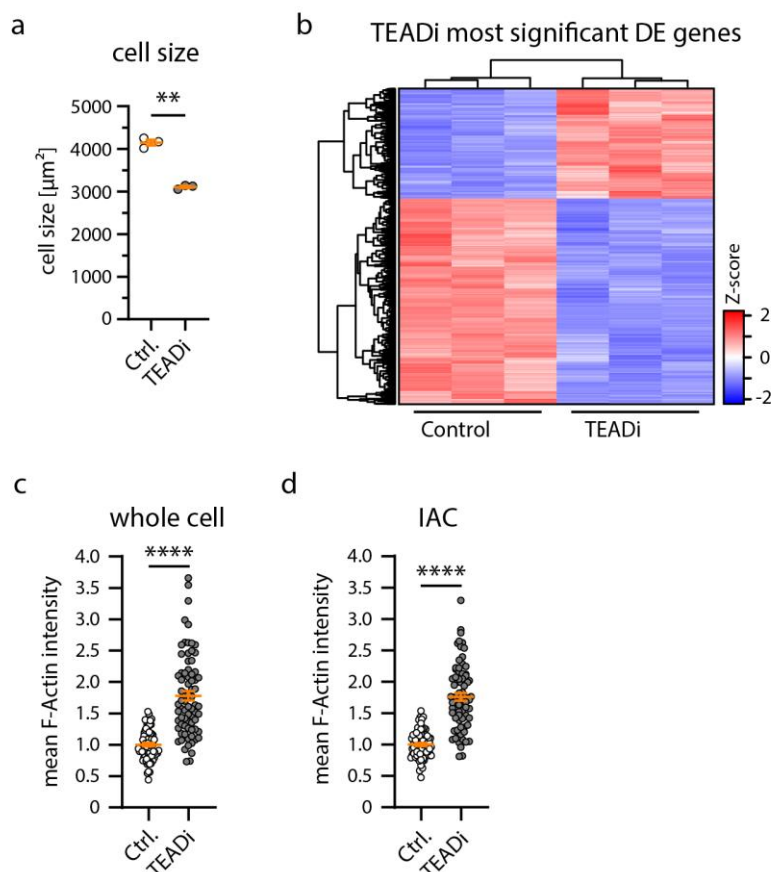 a
cell size
**
5000
4000
3000
2000
1000
0
cell size [µm²]
Ctrl.
TEADi
b
TEADi most significant DE genes
Z-score
2
0
-2
Control
TEADi
c
whole cell
****
4.0
3.5
3.0
2.5
2.0
1.5
1.0
0.5
0
mean F-Actin intensity
Ctrl.
TEADi
d
IAC
****
4.0
3.5
3.0
2.5
2.0
1.5
1.0
0.5
0
mean F-Actin intensity
Ctrl.
TEADi